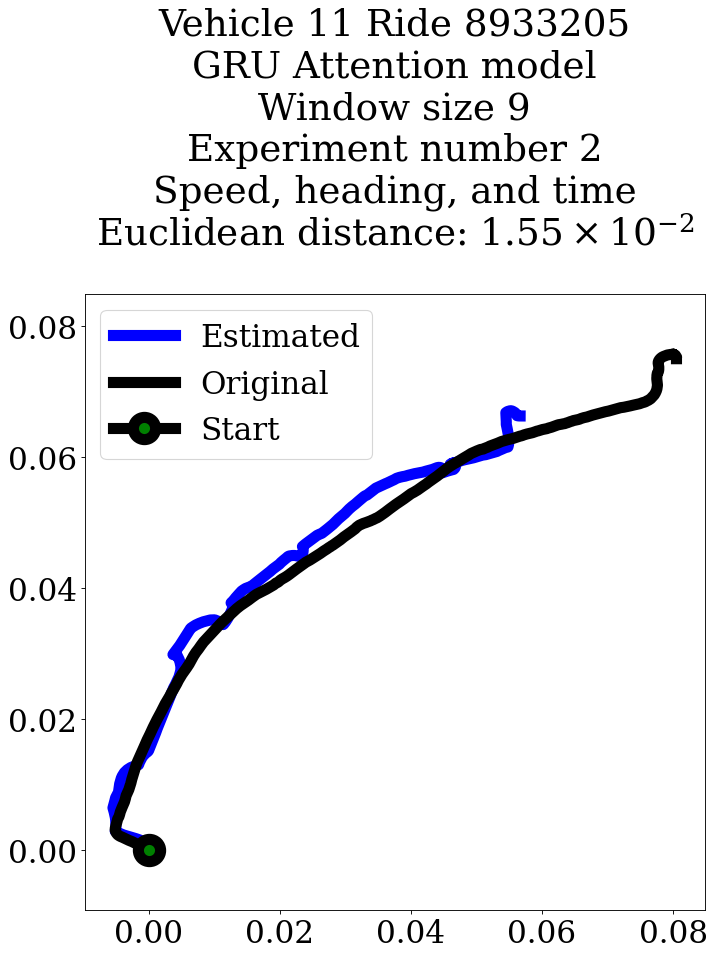 Vehicle 11 Ride 8933205
GRU Attention model
Window size 9
Experiment number 2
Speed, heading, and time
Euclidean distance: 1.55 × 10⁻²
Estimated
Original
Start
0.08
0.06
0.04
0.02
0.00
0.00 0.02 0.04 0.06 0.08